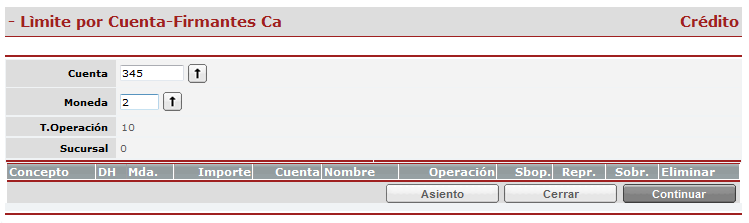 - Lìmite por Cuenta-Firmantes Ca Crédito
Cuenta 345 ↑
Moneda 2 ↑
T.Operación 10
Sucursal 0
Concepto DH Mda. Importe Cuenta Nombre Operación Sbop. Repr. Sobr. Eliminar
Asiento Cerrar Continuar